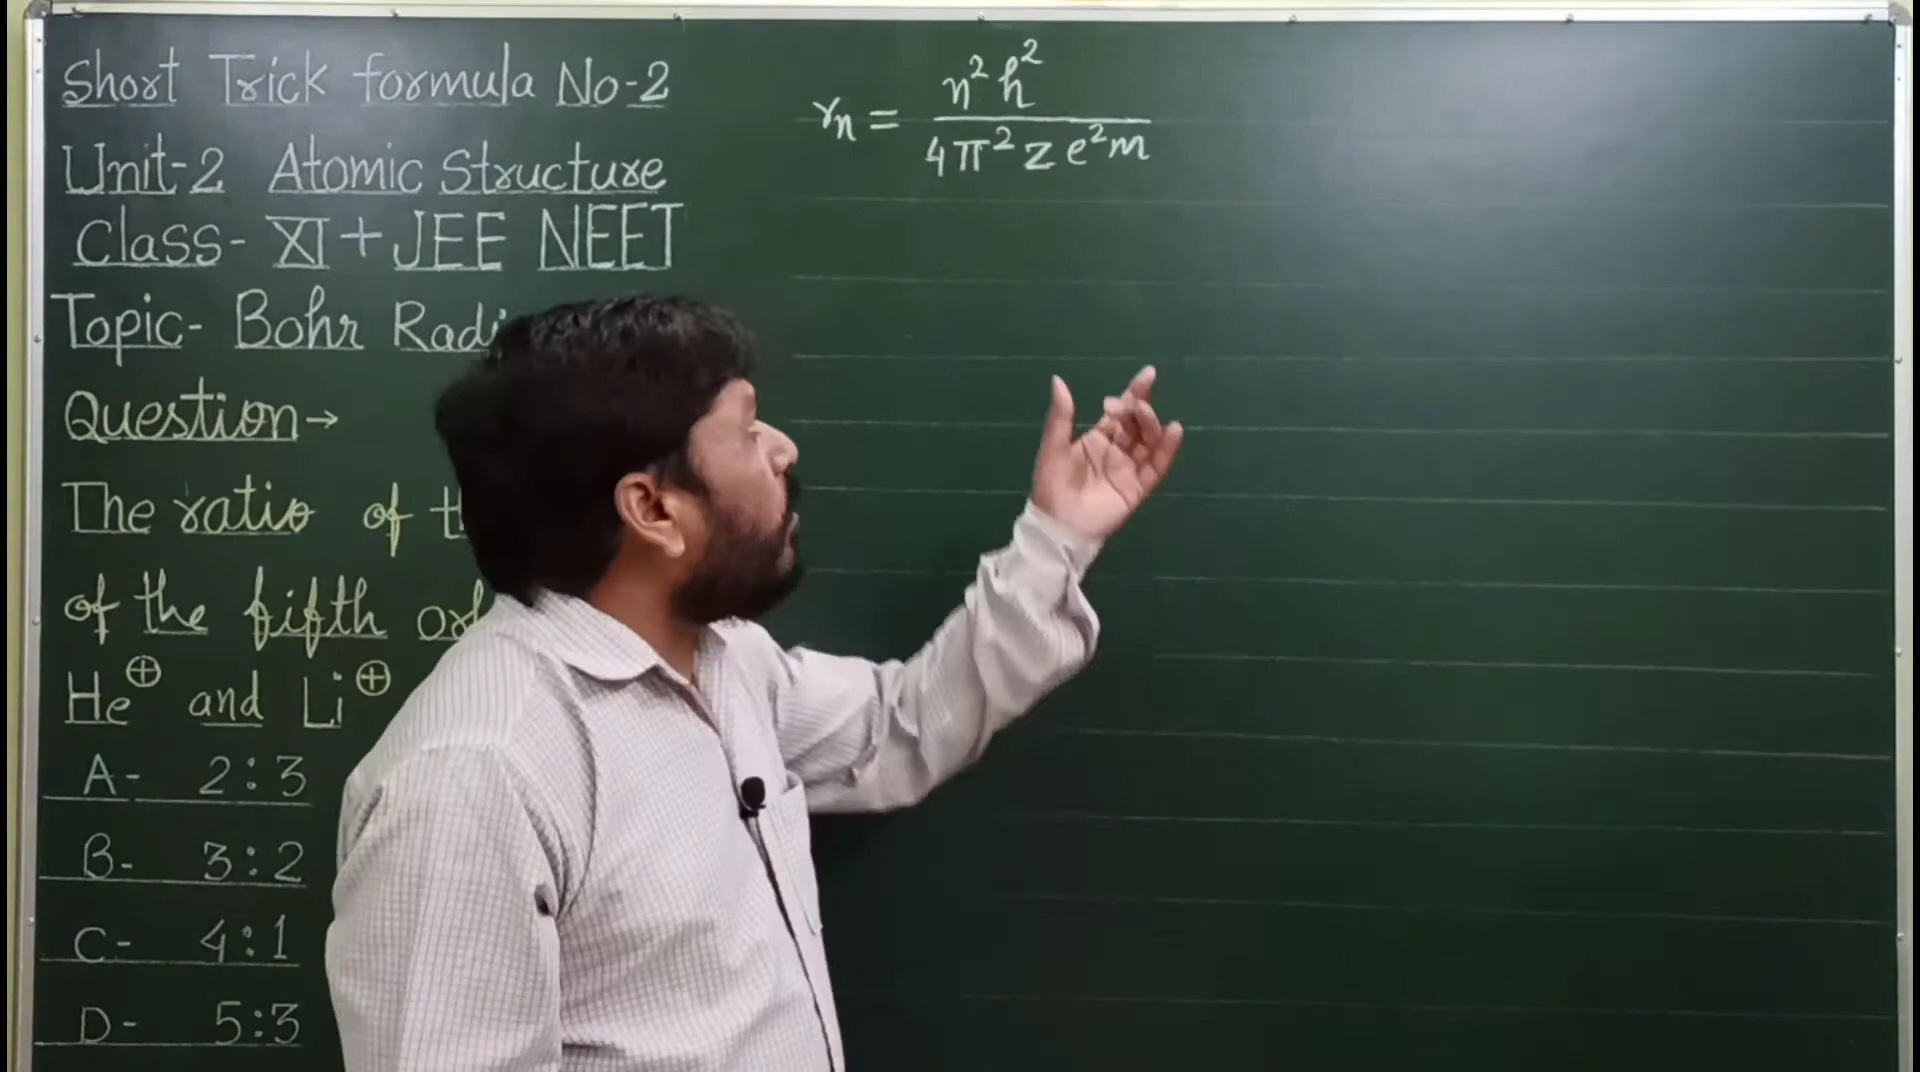 Short Trick formula No-2
Unit-2 Atomic Structure
Class- XI + JEE NEET
Topic- Bohr
Question→
The ratio of
of the fifth
He⊕ and Li⊕
A- 2:3
B- 3:2
C- 4:1
D- 5:3
rₙ = n²h² / 4π²ze²m